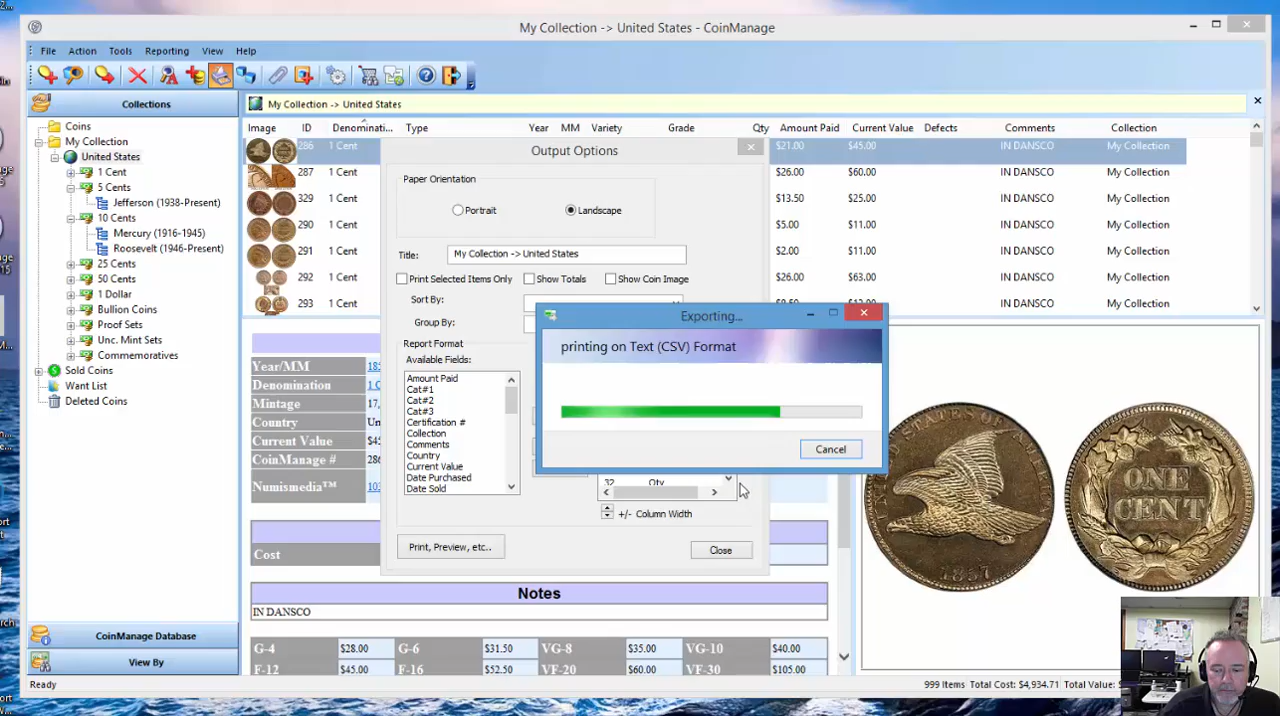 My Collection -> United States - CoinManage
File Action Tools Reporting View Help
Collections
My Collection -> United States
Coins
My Collection
United States
1 Cent
5 Cents
Jefferson (1938-Present)
10 Cents
Mercury (1916-1945)
Roosevelt (1946-Present)
25 Cents
50 Cents
1 Dollar
Bullion Coins
Proof Sets
Unc. Mint Sets
Commemoratives
Sold Coins
Want List
Deleted Coins
CoinManage Database
View By
Image ID Denominati... Type Year MM Variety Grade Qty Amount Paid Current Value Defects Comments Collection
286 1 Cent $21.00 $45.00 IN DANSCO My Collection
287 1 Cent $26.00 $60.00 IN DANSCO My Collection
329 1 Cent $13.50 $25.00 IN DANSCO My Collection
290 1 Cent $5.00 $11.00 IN DANSCO My Collection
291 1 Cent $2.00 $11.00 IN DANSCO My Collection
292 1 Cent $26.00 $63.00 IN DANSCO My Collection
293 1 Cent IN DANSCO My Collection
Output Options
Paper Orientation
Portrait Landscape
Title: My Collection -> United States
Print Selected Items Only Show Totals Show Coin Image
Sort By:
Group By:
Report Format
Available Fields:
Amount Paid
Cat#1
Cat#2
Cat#3
Certification #
Collection
Comments
Country
Current Value
Date Purchased
Date Sold
32 Qty
+/- Column Width
Print, Preview, etc..
Close
Exporting...
printing on Text (CSV) Format
Cancel
Year/MM
Denomination
Mintage 17,
Country
Current Value
CoinManage # 286
Numismedia™
Cost
Notes
IN DANSCO
G-4 $28.00 G-6 $31.50 VG-8 $35.00 VG-10 $40.00
F-12 $45.00 F-16 $52.50 VF-20 $60.00 VF-30 $105.00
STATES OF AMERICA
1857
ONE
CENT
Ready
999 Items Total Cost: $4,934.71 Total Value: